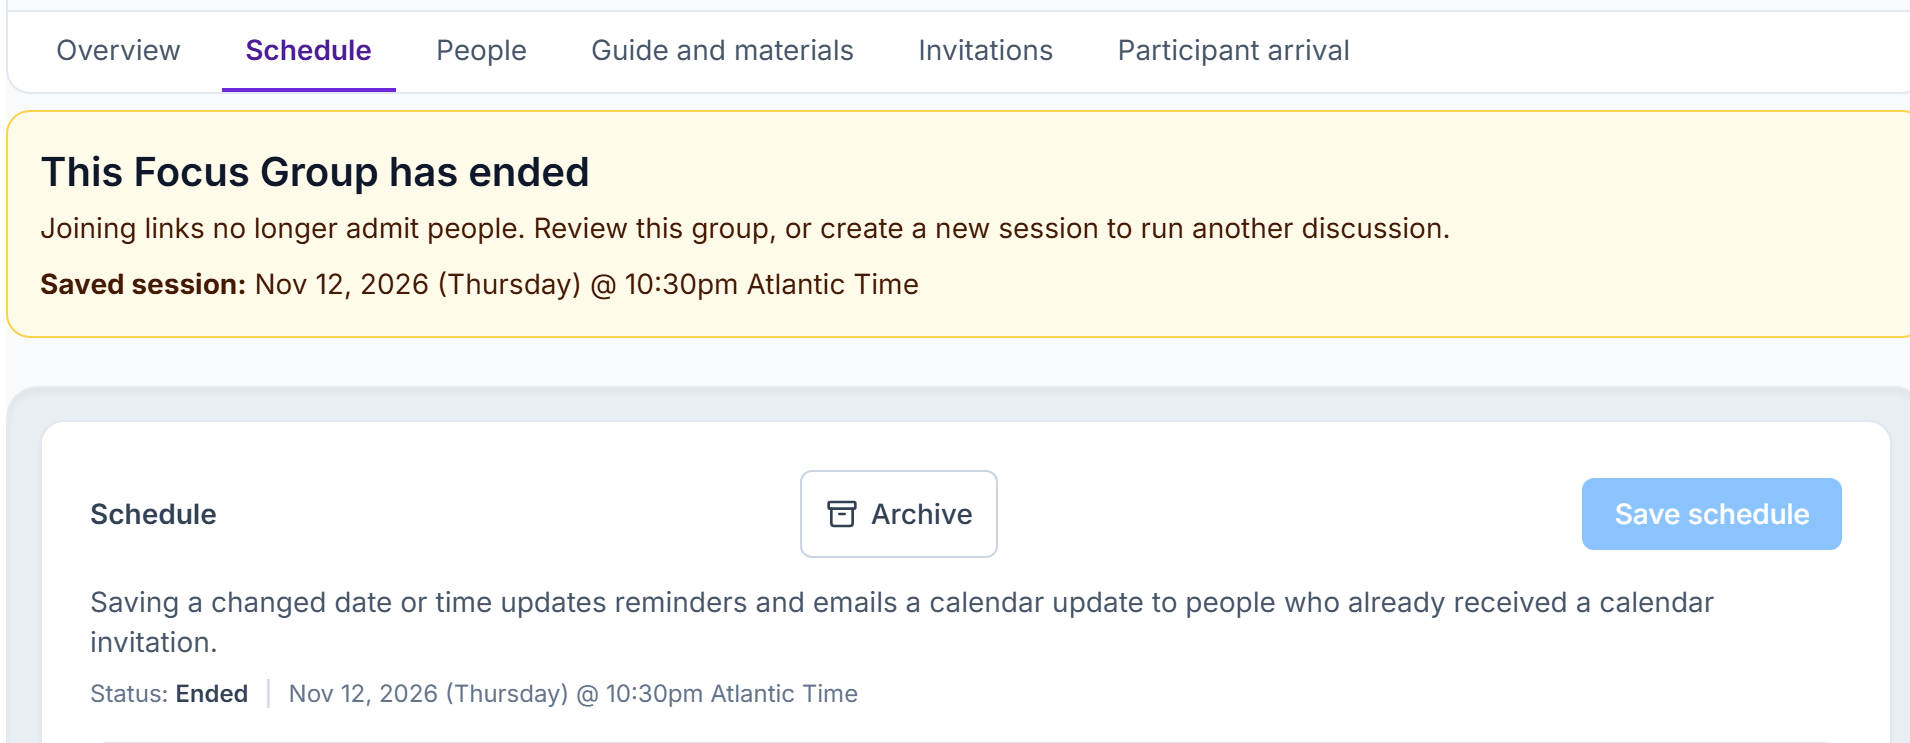 Overview Schedule People Guide and materials Invitations Participant arrival
This Focus Group has ended
Joining links no longer admit people. Review this group, or create a new session to run another discussion.
Saved session: Nov 12, 2026 (Thursday) @ 10:30pm Atlantic Time
Schedule Archive Save schedule
Saving a changed date or time updates reminders and emails a calendar update to people who already received a calendar
invitation.
Status: Ended Nov 12, 2026 (Thursday) @ 10:30pm Atlantic Time